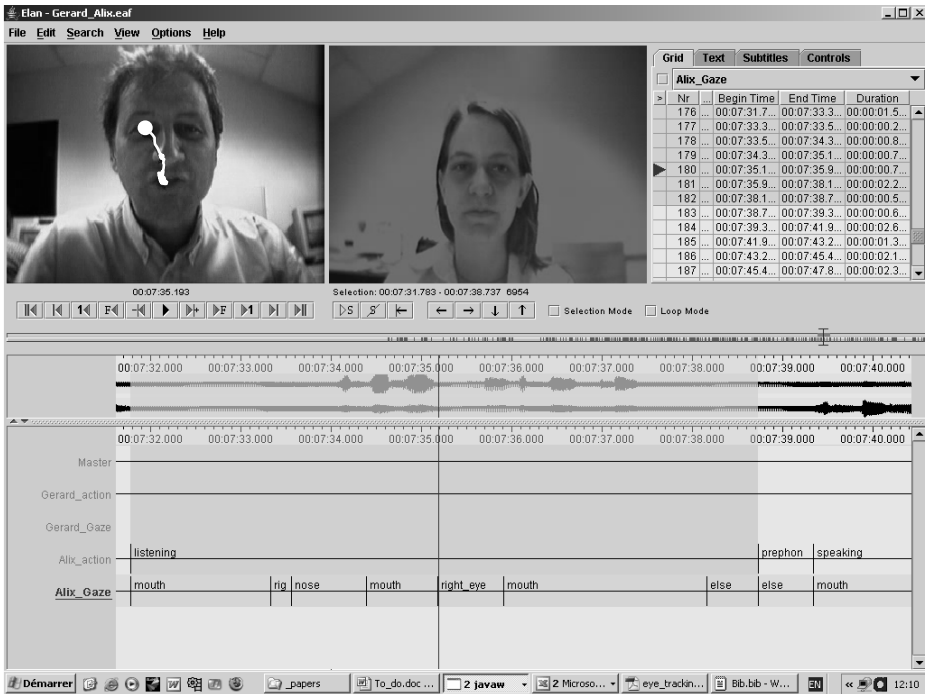 Elan - Gerard_Alix.eaf
File Edit Search View Options Help
Grid Text Subtitles Controls
Alix_Gaze
> Nr ... Begin Time End Time Duration
176 ... 00:07:31.7... 00:07:33.3... 00:00:01.5...
177 ... 00:07:33.3... 00:07:33.5... 00:00:00.2...
178 ... 00:07:33.5... 00:07:34.3... 00:00:00.8...
179 ... 00:07:34.3... 00:07:35.1... 00:00:00.7...
180 ... 00:07:35.1... 00:07:35.9... 00:00:00.7...
181 ... 00:07:35.9... 00:07:38.1... 00:00:02.2...
182 ... 00:07:38.1... 00:07:38.7... 00:00:00.5...
183 ... 00:07:38.7... 00:07:39.3... 00:00:00.6...
184 ... 00:07:39.3... 00:07:41.9... 00:00:02.6...
185 ... 00:07:41.9... 00:07:43.2... 00:00:01.3...
186 ... 00:07:43.2... 00:07:45.4... 00:00:02.1...
187 ... 00:07:45.4... 00:07:47.8... 00:00:02.3...
00:07:35.193
Selection: 00:07:31.783 - 00:07:38.737 6954
1 F F 1 S S Selection Mode Loop Mode
00:07:32.000 00:07:33.000 00:07:34.000 00:07:35.000 00:07:36.000 00:07:37.000 00:07:38.000 00:07:39.000 00:07:40.000
00:07:32.000 00:07:33.000 00:07:34.000 00:07:35.000 00:07:36.000 00:07:37.000 00:07:38.000 00:07:39.000 00:07:40.000
Master
Gerard_action
Gerard_Gaze
Alix_action listening prephon speaking
Alix_Gaze mouth rig nose mouth right_eye mouth else else mouth
Démarrer _papers To_do.doc ... 2 javaw 2 Microso... eye_trackin... Bib.bib - W... EN « 12:10